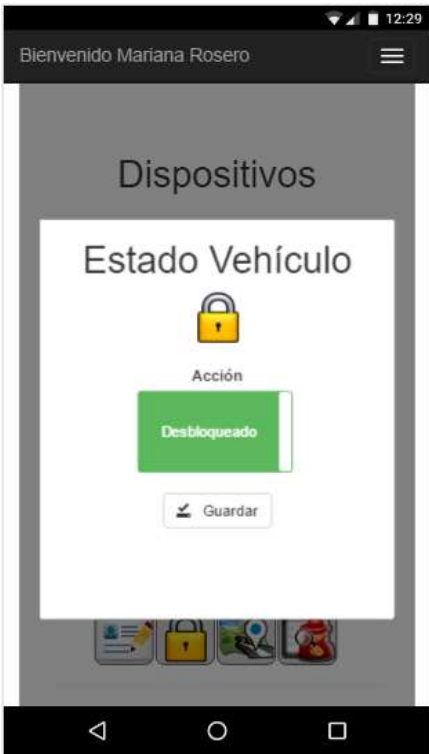 12:29
Bienvenido Mariana Rosero
Dispositivos
Estado Vehículo
Acción
Desbloqueado
Guardar